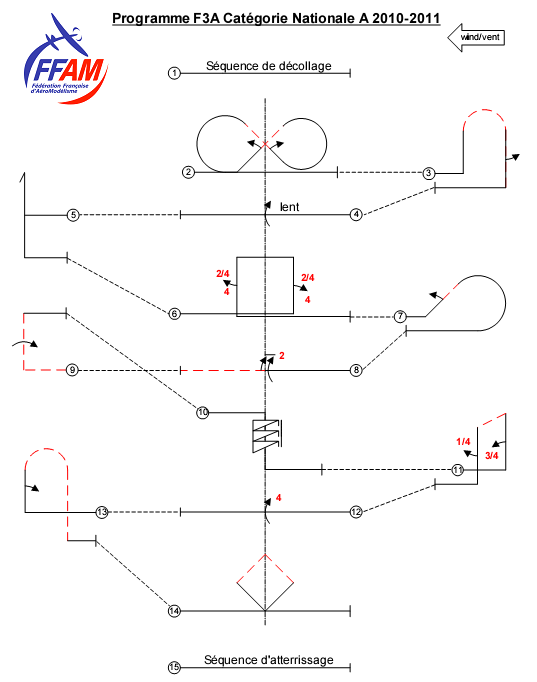 Programme F3A Catégorie Nationale A 2010-2011
wind/vent
FFAM
Fédération Française
d'AéroModélisme
1 Séquence de décollage
2
3
lent
5
4
2/4
4
2/4
4
6
7
2
9
8
10
1/4
3/4
11
4
13
12
14
15 Séquence d'atterrissage